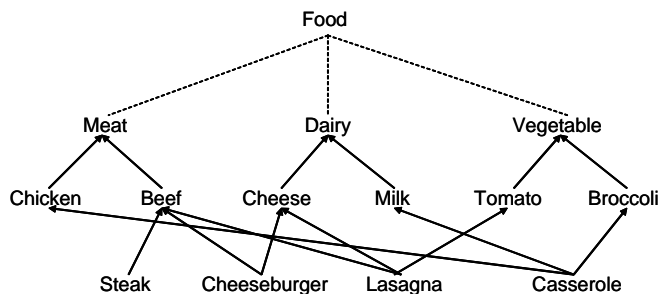 Food
Meat Dairy Vegetable
Chicken Beef Cheese Milk Tomato Broccoli
Steak Cheeseburger Lasagna Casserole